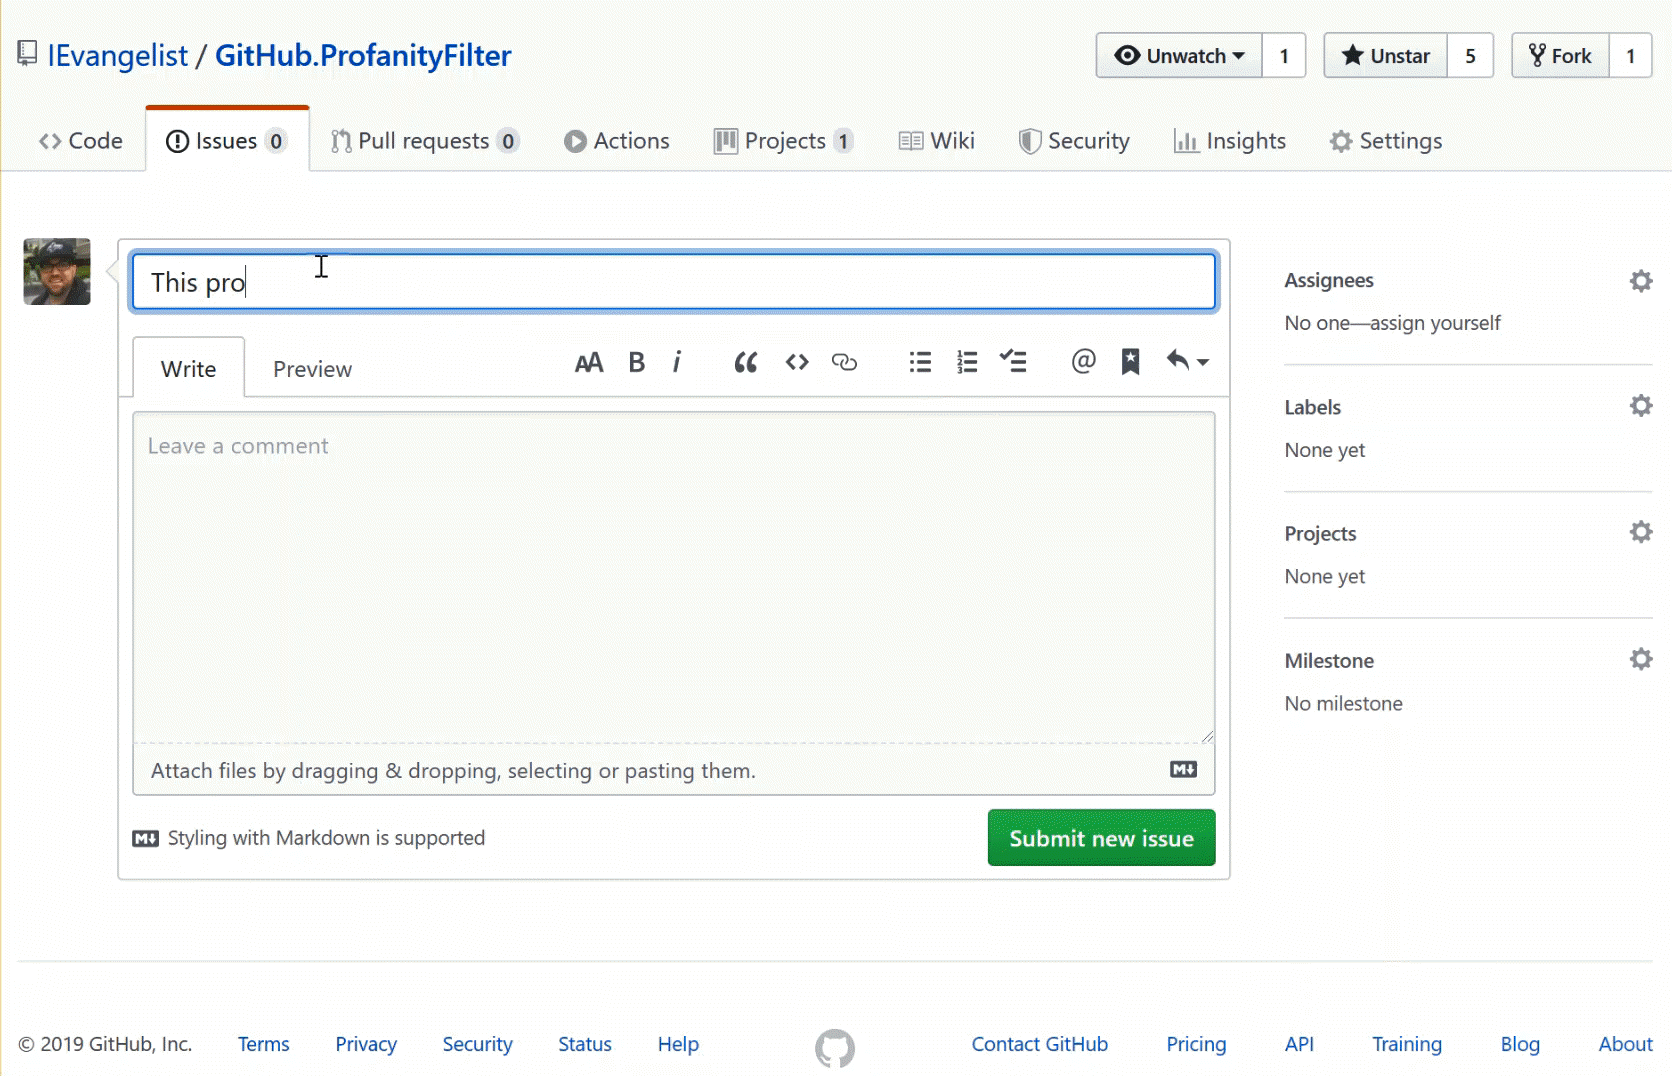 IEvangelist / GitHub.ProfanityFilter
Unwatch 1 Unstar 5 Fork 1
Code Issues 0 Pull requests 0 Actions Projects 1 Wiki Security Insights Settings
This pro
Write Preview
Leave a comment
Attach files by dragging & dropping, selecting or pasting them.
Styling with Markdown is supported
Submit new issue
Assignees
No one—assign yourself
Labels
None yet
Projects
None yet
Milestone
No milestone
© 2019 GitHub, Inc. Terms Privacy Security Status Help Contact GitHub Pricing API Training Blog About